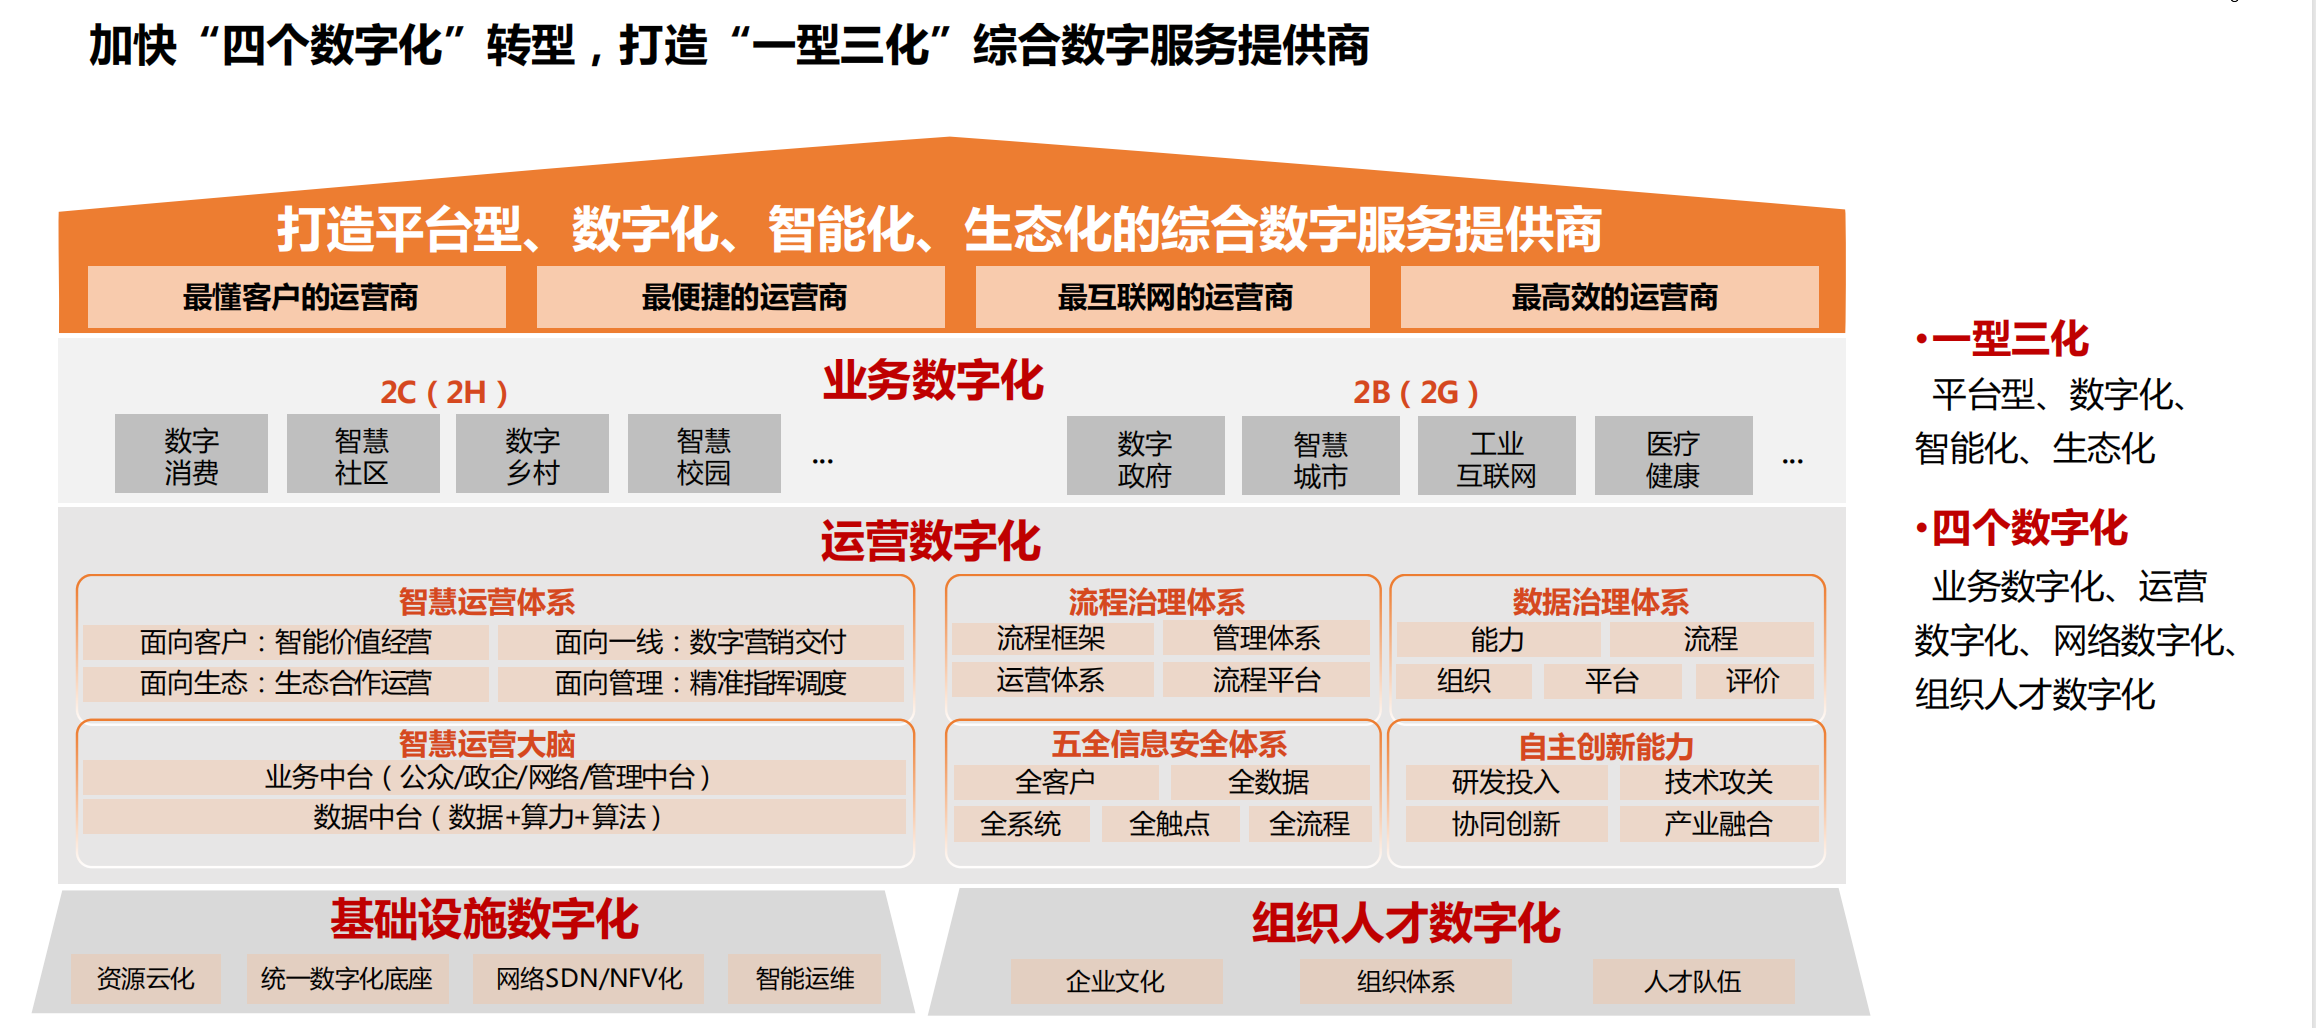 加快“四个数字化”转型，打造“一型三化”综合数字服务提供商
打造平台型、数字化、智能化、生态化的综合数字服务提供商
最懂客户的运营商
最便捷的运营商
最互联网的运营商
最高效的运营商
业务数字化
2C（2H）
数字
消费
智慧
社区
数字
乡村
智慧
校园
...
2B（2G）
数字
政府
智慧
城市
工业
互联网
医疗
健康
...
运营数字化
智慧运营体系
面向客户：智能价值经营
面向一线：数字营销交付
面向生态：生态合作运营
面向管理：精准指挥调度
流程治理体系
流程框架
管理体系
运营体系
流程平台
数据治理体系
能力
流程
组织
平台
评价
智慧运营大脑
业务中台（公众/政企/网络/管理中台）
数据中台（数据+算力+算法）
五全信息安全体系
全客户
全数据
全系统
全触点
全流程
自主创新能力
研发投入
技术攻关
协同创新
产业融合
基础设施数字化
资源云化
统一数字化底座
网络SDN/NFV化
智能运维
组织人才数字化
企业文化
组织体系
人才队伍
•一型三化
平台型、数字化、
智能化、生态化
•四个数字化
业务数字化、运营
数字化、网络数字化、
组织人才数字化